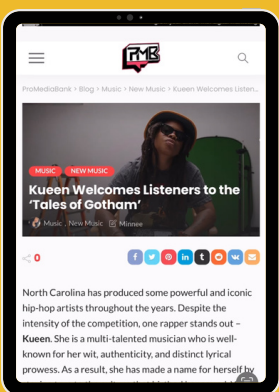 PMB
ProMediaBank > Blog > Music > New Music > Kueen Welcomes Listen...
MUSIC
NEW MUSIC
Kueen Welcomes Listeners to the
'Tales of Gotham'
Music , New Music
Minnee
0
North Carolina has produced some powerful and iconic
hip-hop artists throughout the years. Despite the
intensity of the competition, one rapper stands out –
Kueen. She is a multi-talented musician who is well-
known for her wit, authenticity, and distinct lyrical
prowess. As a result, she has made a name for herself by